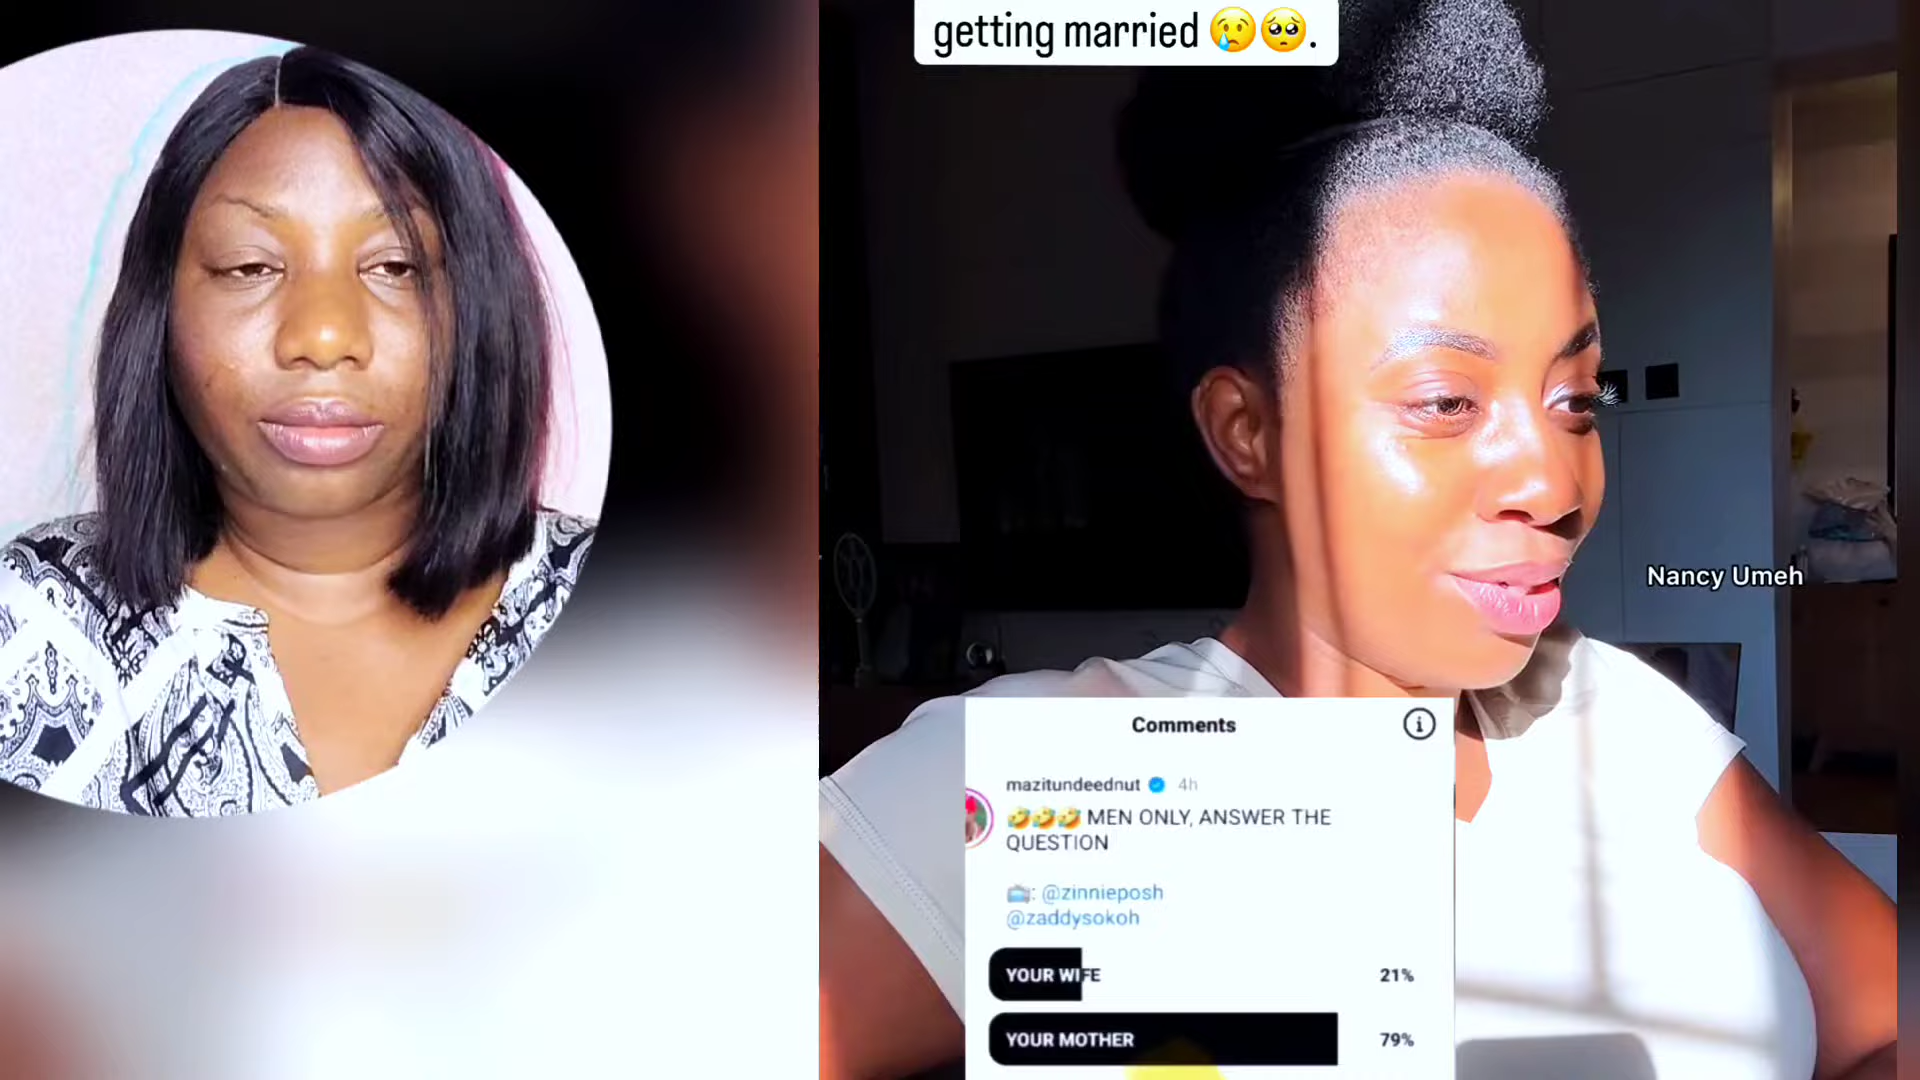 getting married 😢🥺.
Nancy Umeh
Comments
mazitundeednut 4h
🤣🤣🤣 MEN ONLY, ANSWER THE
QUESTION
📺: @zinnieposh
@zaddysokoh
YOUR WIFE 21%
YOUR MOTHER 79%